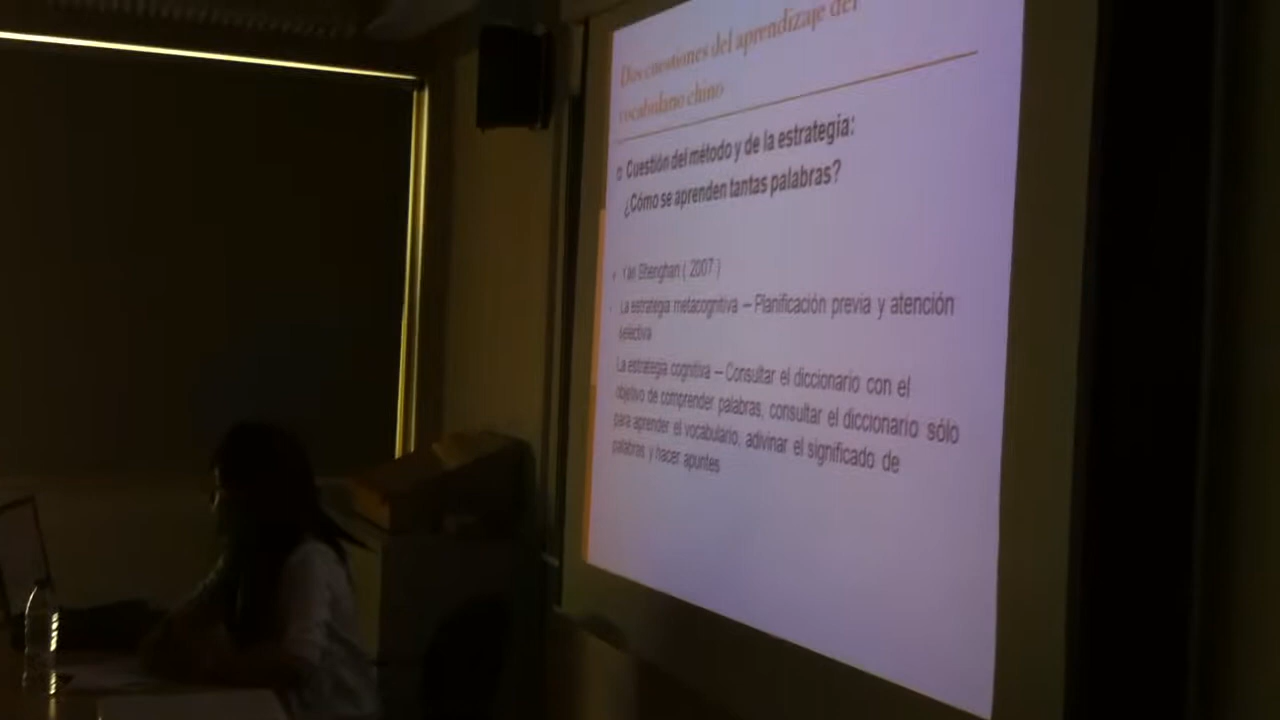 Dos cuestiones del aprendizaje del
vocabulario chino
Cuestión del método y de la estrategia:
¿Cómo se aprenden tantas palabras?
Shenghan ( 2007 )
La estrategia metacognitiva – Planificación previa y atención
selectiva
La estrategia cognitiva – Consultar el diccionario con el
objetivo de comprender palabras, consultar el diccionario sólo
para aprender el vocabulario, adivinar el significado de
palabras y hacer apuntes